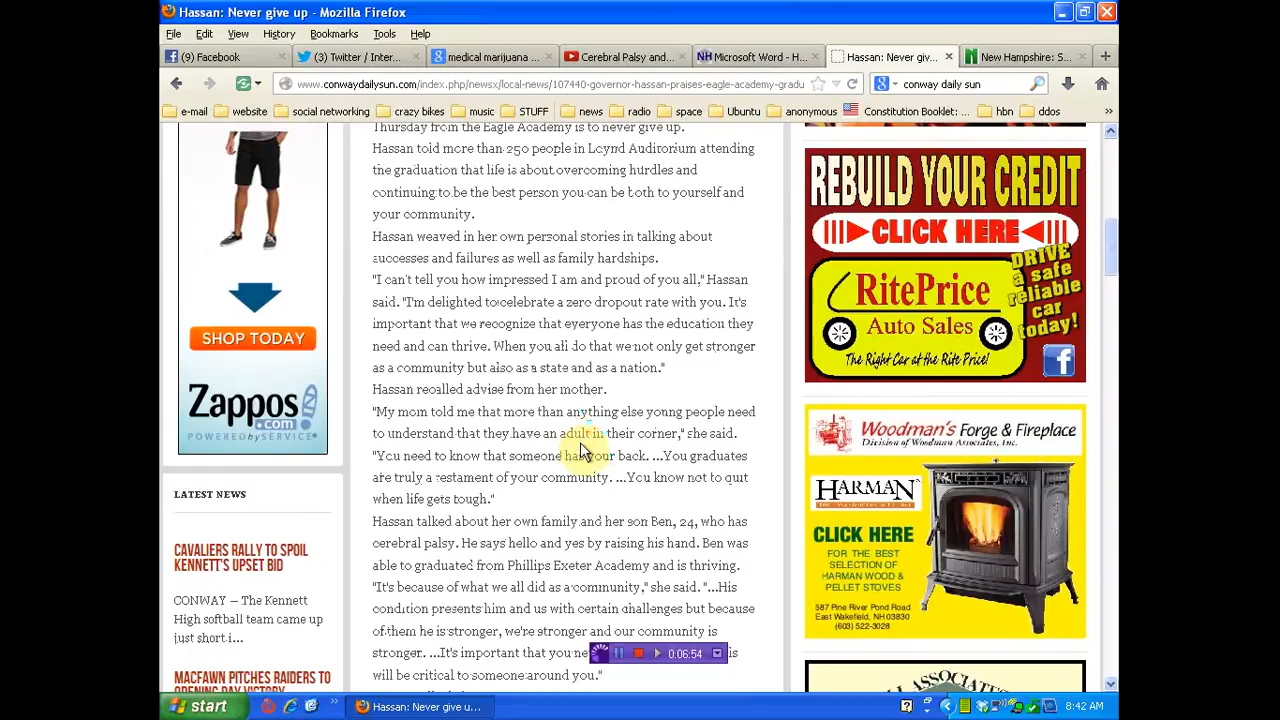 Hassan: Never give up - Mozilla Firefox
File Edit View History Bookmarks Tools Help
(9) Facebook
(3) Twitter / Inter...
medical marijuana ...
Cerebral Palsy and...
Microsoft Word - H...
Hassan: Never giv...
New Hampshire: S...
www.conwaydailysun.com/index.php/newsx/local-news/107440-governor-hassan-praises-eagle-academy-gradu
conway daily sun
e-mail website social networking crazy bikes music STUFF news radio space Ubuntu anonymous Constitution Booklet: ... hbn ddos
SHOP TODAY
Zappos
.com
POWERED by SERVICE
LATEST NEWS
CAVALIERS RALLY TO SPOIL
KENNETT'S UPSET BID
CONWAY — The Kennett
High softball team came up
just short i...
MACFAWN PITCHES RAIDERS TO
OPENING DAY VICTORY
Thursday from the Eagle Academy is to never give up.
Hassan told more than 250 people in Loynd Auditorium attending
the graduation that life is about overcoming hurdles and
continuing to be the best person you can be both to yourself and
your community.
Hassan weaved in her own personal stories in talking about
successes and failures as well as family hardships.
"I can't tell you how impressed I am and proud of you all," Hassan
said. "I'm delighted to celebrate a zero dropout rate with you. It's
important that we recognize that everyone has the education they
need and can thrive. When you all do that we not only get stronger
as a community but also as a state and as a nation."
Hassan recalled advise from her mother.
"My mom told me that more than anything else young people need
to understand that they have an adult in their corner," she said.
"You need to know that someone has your back. ...You graduates
are truly a testament of your community. ...You know not to quit
when life gets tough."
Hassan talked about her own family and her son Ben, 24, who has
cerebral palsy. He says hello and yes by raising his hand. Ben was
able to graduated from Phillips Exeter Academy and is thriving.
"It's because of what we all did as a community," she said. "...His
condition presents him and us with certain challenges but because
of them he is stronger, we're stronger and our community is
stronger. ...It's important that you ne is
will be critical to someone around you."
0:06:54
REBUILD YOUR CREDIT
CLICK HERE
DRIVE
a safe
reliable
car
today!
RitePrice
Auto Sales
The Right Car at the Rite Price!
Woodman's Forge & Fireplace
Division of Woodman Associates, Inc.
HARMAN
CLICK HERE
FOR THE BEST
SELECTION OF
HARMAN WOOD &
PELLET STOVES
587 Pine River Pond Road
East Wakefield, NH 03830
(603) 522-3028
ASSOCIATES
start
Hassan: Never give u...
8:42 AM